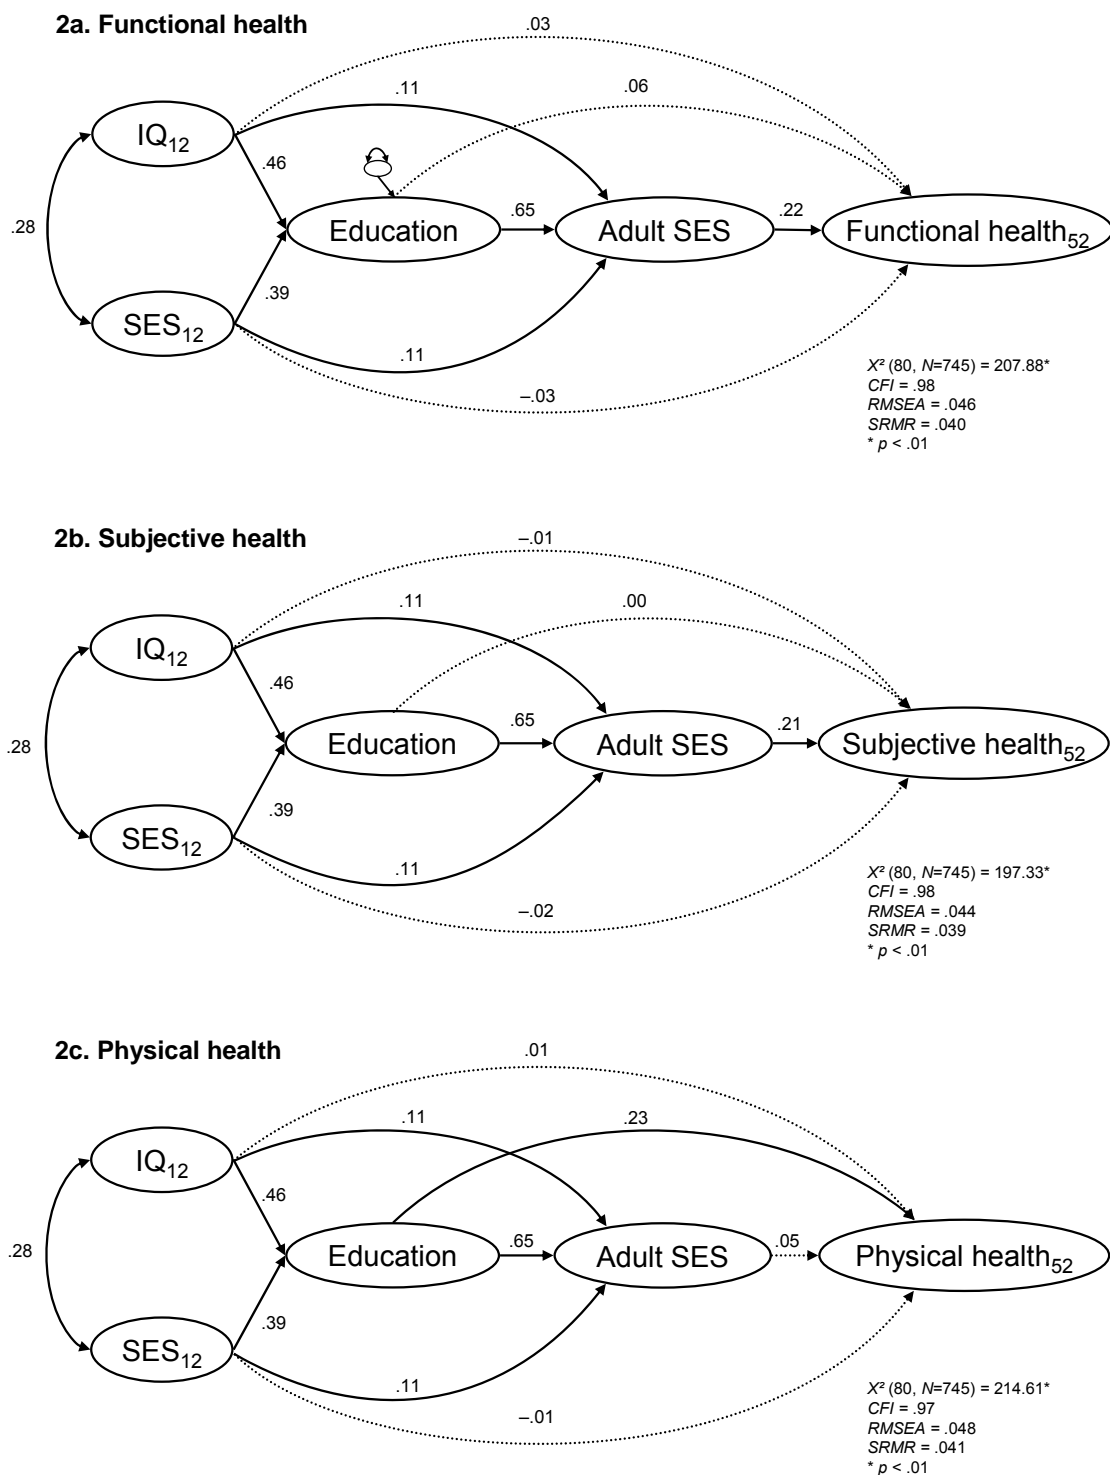 2a. Functional health
.03
.11
.06
IQ12
.46
.28
Education
.65
Adult SES
.22
Functional health52
.39
SES12
.11
–.03
X² (80, N=745) = 207.88*
CFI = .98
RMSEA = .046
SRMR = .040
* p < .01
2b. Subjective health
–.01
.11
.00
IQ12
.46
.28
Education
.65
Adult SES
.21
Subjective health52
.39
SES12
.11
–.02
X² (80, N=745) = 197.33*
CFI = .98
RMSEA = .044
SRMR = .039
* p < .01
2c. Physical health
.01
.11
.23
IQ12
.46
.28
Education
.65
Adult SES
.05
Physical health52
.39
SES12
.11
–.01
X² (80, N=745) = 214.61*
CFI = .97
RMSEA = .048
SRMR = .041
* p < .01